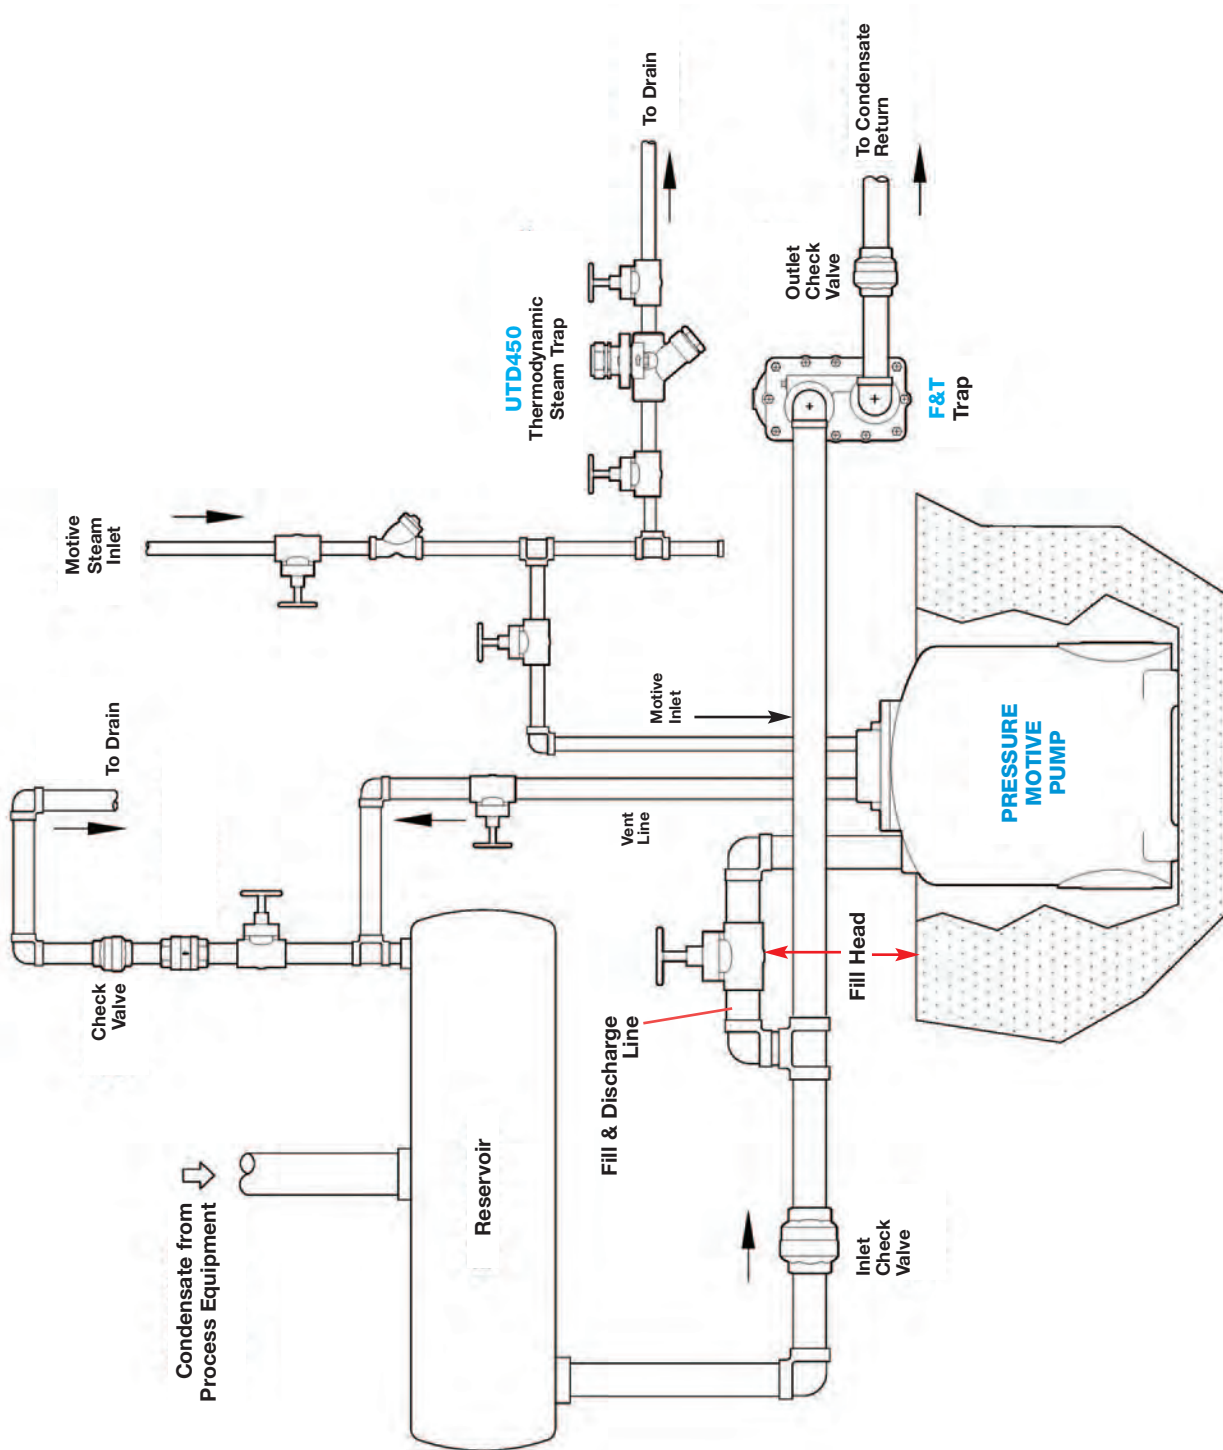 Condensate from
Process Equipment
Reservoir
Check
Valve
To Drain
Motive
Steam
Inlet
UTD450
Thermodynamic
Steam Trap
To Drain
Vent
Line
Motive
Inlet
Fill & Discharge
Line
Fill Head
Inlet
Check
Valve
Outlet
Check
Valve
To Condensate
Return
F&T
Trap
PRESSURE
MOTIVE
PUMP